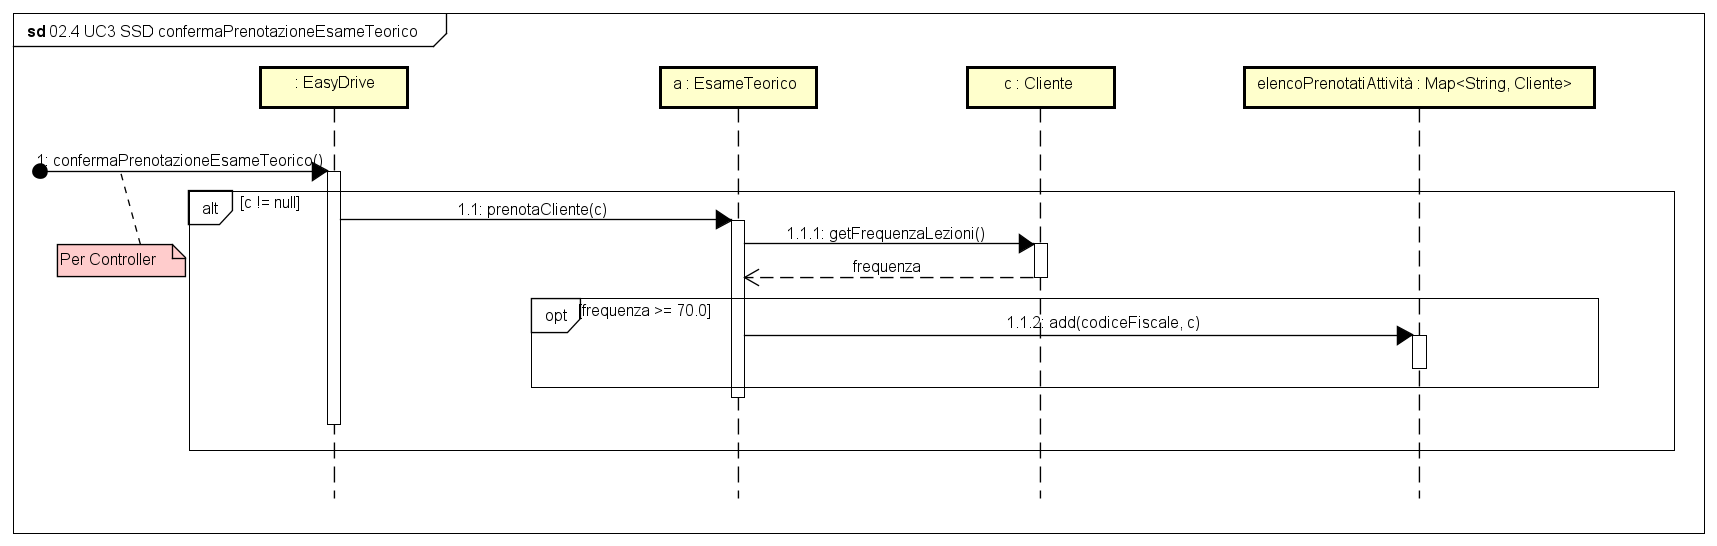 sd 02.4 UC3 SSD confermaPrenotazioneEsameTeorico
: EasyDrive
a : EsameTeorico
c : Cliente
elencoPrenotatiAttività : Map<String, Cliente>
1: confermaPrenotazioneEsameTeorico()
alt
[c != null]
1.1: prenotaCliente(c)
1.1.1: getFrequenzaLezioni()
Per Controller
frequenza
opt
[frequenza >= 70.0]
1.1.2: add(codiceFiscale, c)